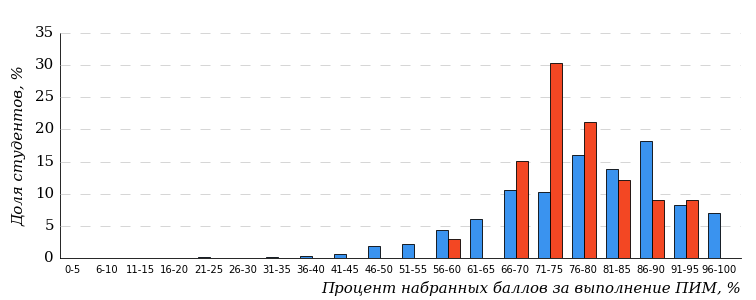 Доля студентов, %
35
30
25
20
15
10
5
0
0-5 6-10 11-15 16-20 21-25 26-30 31-35 36-40 41-45 46-50 51-55 56-60 61-65 66-70 71-75 76-80 81-85 86-90 91-95 96-100
Процент набранных баллов за выполнение ПИМ, %